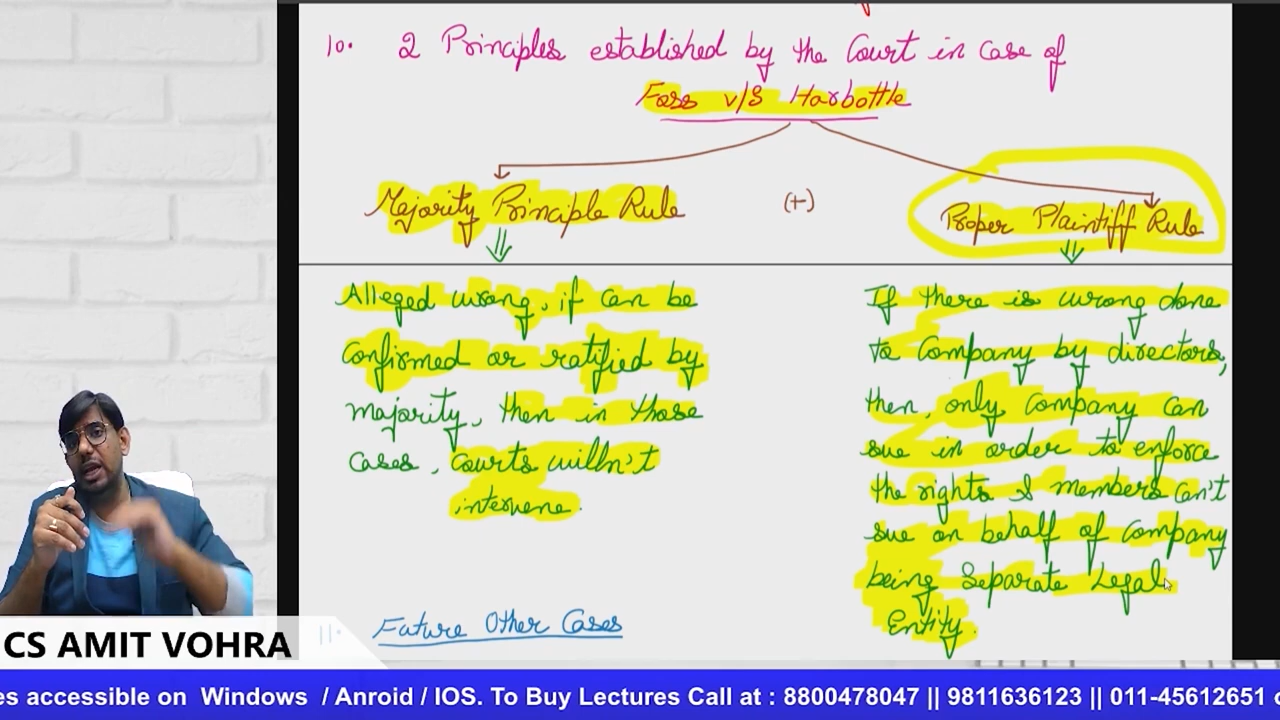 10. 2 Principles established by the Court in case of
Foss v/s Harbottle
Majority Principle Rule (+) Proper Plaintiff Rule
Alleged wrong, if can be
confirmed or ratified by
majority, then in those
cases, courts willn't
intervene.
If there is wrong done
to Company by directors,
then, only Company can
sue in order to enforce
the rights & members can't
sue on behalf of Company
being Separate Legal
Entity.
11. Future Other Cases
CS AMIT VOHRA
es accessible on Windows / Anroid / IOS. To Buy Lectures Call at : 8800478047 || 9811636123 || 011-45612651